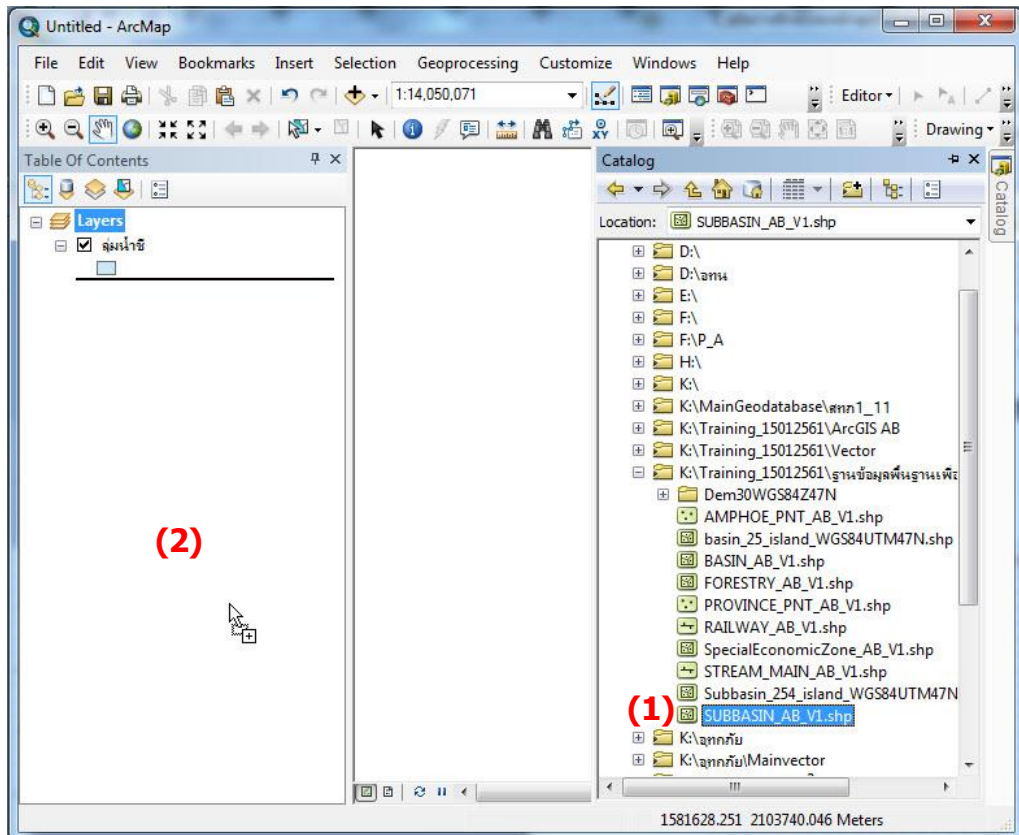 Untitled - ArcMap
File Edit View Bookmarks Insert Selection Geoprocessing Customize Windows Help
1:14,050,071
Editor
Drawing
Table Of Contents
Layers
ลุ่มน้ำชี
(2)
Catalog
Location: SUBBASIN_AB_V1.shp
D:\
D:\อทน
E:\
F:\
F:\P_A
H:\
K:\
K:\MainGeodatabase\สทภ1_11
K:\Training_15012561\ArcGIS AB
K:\Training_15012561\Vector
K:\Training_15012561\ฐานข้อมูลพื้นฐานเพื่อ
Dem30WGS84Z47N
AMPHOE_PNT_AB_V1.shp
basin_25_island_WGS84UTM47N.shp
BASIN_AB_V1.shp
FORESTRY_AB_V1.shp
PROVINCE_PNT_AB_V1.shp
RAILWAY_AB_V1.shp
SpecialEconomicZone_AB_V1.shp
STREAM_MAIN_AB_V1.shp
Subbasin_254_island_WGS84UTM47N
(1) SUBBASIN_AB_V1.shp
K:\อุทกภัย
K:\อุทกภัย\Mainvector
Catalog
1581628.251 2103740.046 Meters